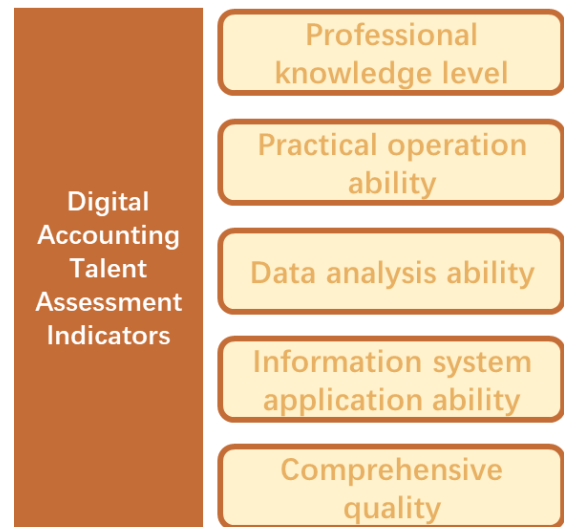 Digital
Accounting
Talent
Assessment
Indicators
Professional
knowledge level
Practical operation
ability
Data analysis ability
Information system
application ability
Comprehensive
quality